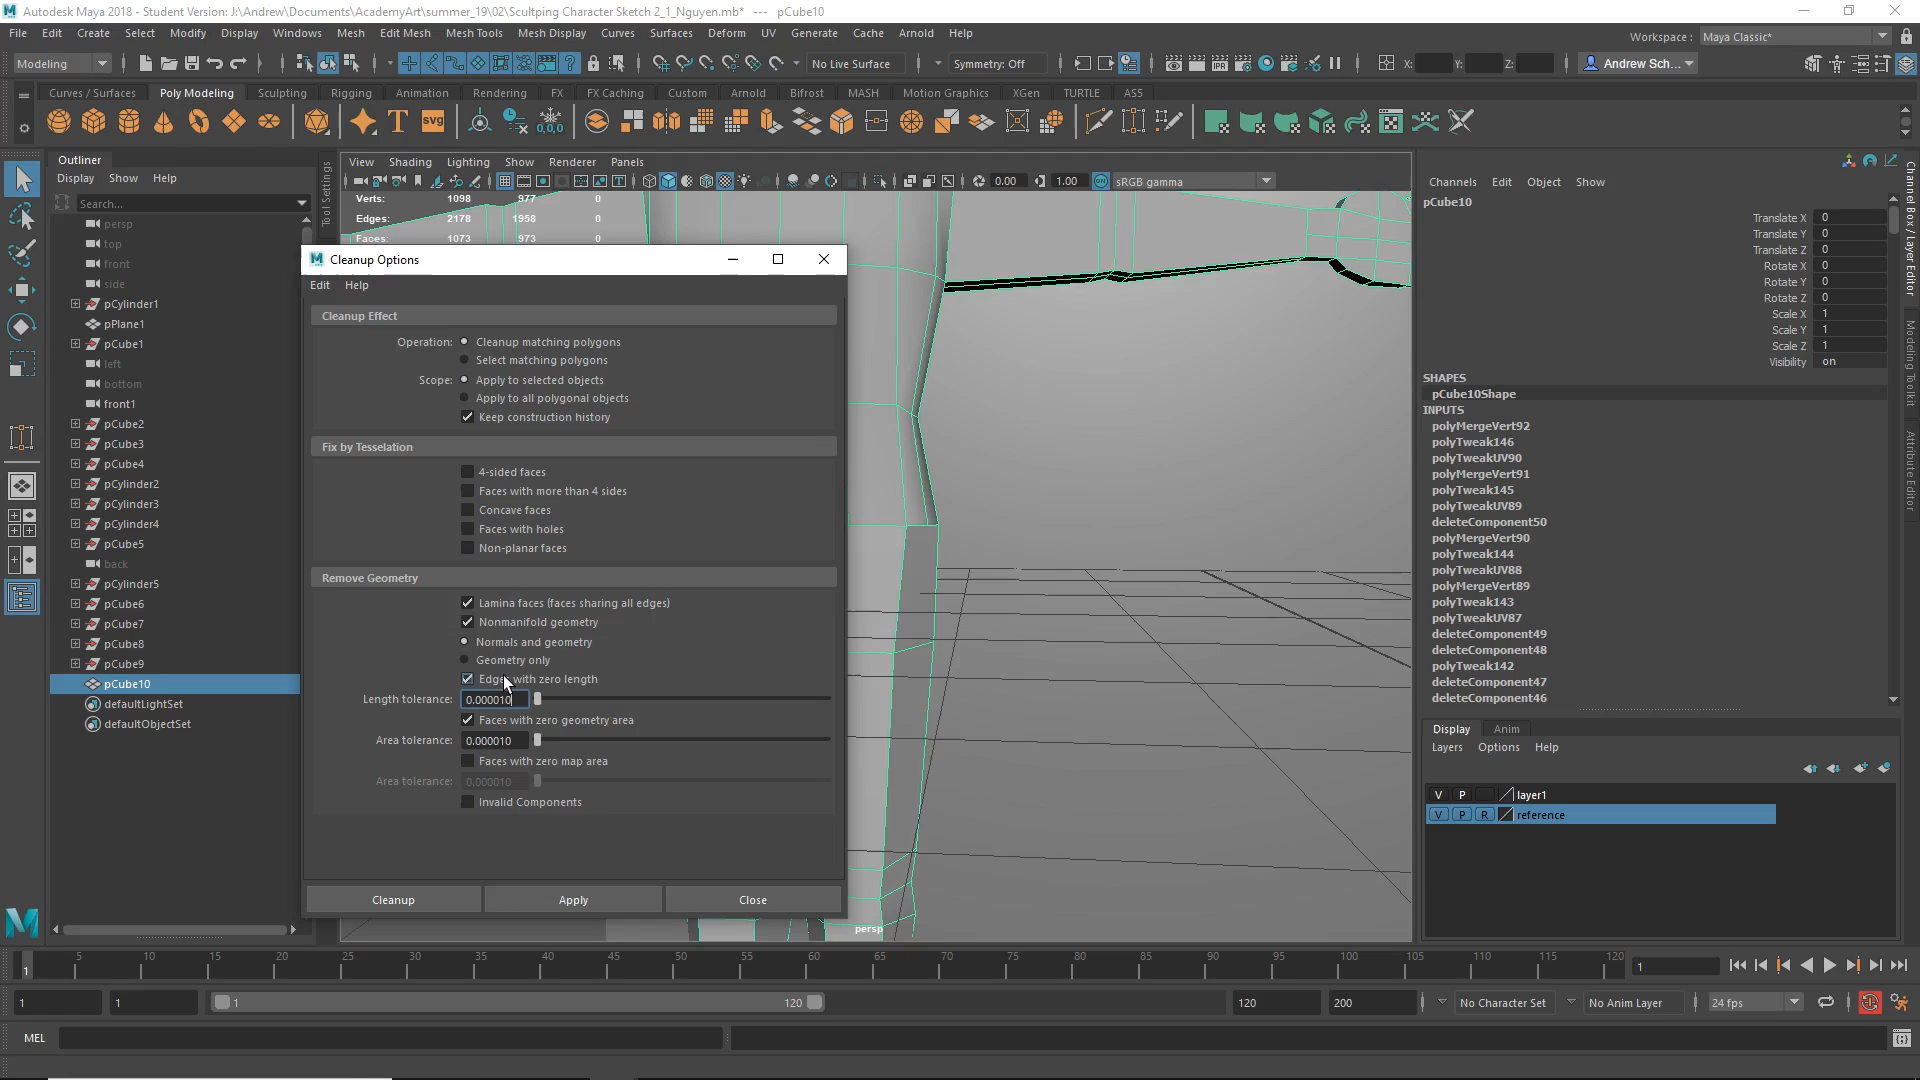 Autodesk Maya 2018 - Student Version: J:\Andrew\Documents\AcademyArt\summer_19\02\Scultping Character Sketch 2_1_Nguyen.mb* --- pCube10
File Edit Create Select Modify Display Windows Mesh Edit Mesh Mesh Tools Mesh Display Curves Surfaces Deform UV Generate Cache Arnold Help
Workspace : Maya Classic*
Modeling No Live Surface Symmetry: Off X: Y: Z: Andrew Sch...
Curves / Surfaces Poly Modeling Sculpting Rigging Animation Rendering FX FX Caching Custom Arnold Bifrost MASH Motion Graphics XGen TURTLE ASS
Outliner
Display Show Help
Search...
persp
top
front
side
pCylinder1
pPlane1
pCube1
left
bottom
front1
pCube2
pCube3
pCube4
pCylinder2
pCylinder3
pCylinder4
pCube5
back
pCylinder5
pCube6
pCube7
pCube8
pCube9
pCube10
defaultLightSet
defaultObjectSet
Tool Settings
View Shading Lighting Show Renderer Panels
0.00 1.00 sRGB gamma
Verts: 1098 977 0
Edges: 2178 1958 0
Faces: 1073 973 0
Cleanup Options
Edit Help
Cleanup Effect
Operation: Cleanup matching polygons
Select matching polygons
Scope: Apply to selected objects
Apply to all polygonal objects
Keep construction history
Fix by Tesselation
4-sided faces
Faces with more than 4 sides
Concave faces
Faces with holes
Non-planar faces
Remove Geometry
Lamina faces (faces sharing all edges)
Nonmanifold geometry
Normals and geometry
Geometry only
with zero length
Length tolerance: 0.000010
Faces with zero geometry area
Area tolerance: 0.000010
Faces with zero map area
Area tolerance: 0.000010
Invalid Components
Cleanup Apply Close
persp
Channels Edit Object Show
pCube10
Translate X 0
Translate Y 0
Translate Z 0
Rotate X 0
Rotate Y 0
Rotate Z 0
Scale X 1
Scale Y 1
Scale Z 1
Visibility on
SHAPES
pCube10Shape
INPUTS
polyMergeVert92
polyTweak146
polyTweakUV90
polyMergeVert91
polyTweak145
polyTweakUV89
deleteComponent50
polyMergeVert90
polyTweak144
polyTweakUV88
polyMergeVert89
polyTweak143
polyTweakUV87
deleteComponent49
deleteComponent48
polyTweak142
deleteComponent47
deleteComponent46
Display Anim
Layers Options Help
V P layer1
V P R reference
Channel Box / Layer Editor
Modeling Toolkit
Attribute Editor
1 5 10 15 20 25 30 35 40 45 50 55 60 65 70 75 80 85 90 95 100 105 110 115 120
1
1 1 1 120 120 200 No Character Set No Anim Layer 24 fps
MEL